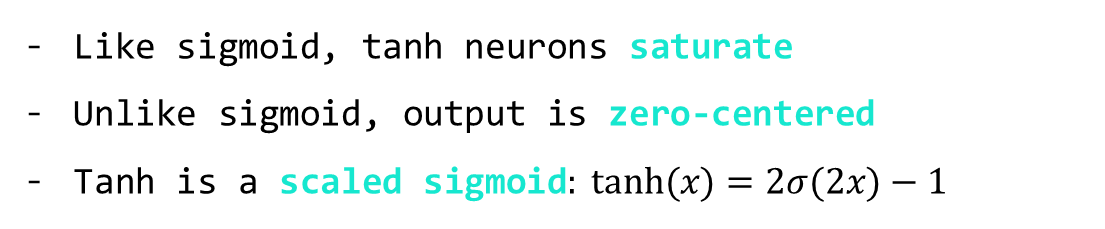 - Like sigmoid, tanh neurons saturate
- Unlike sigmoid, output is zero-centered
- Tanh is a scaled sigmoid: tanh(x) = 2σ(2x) − 1